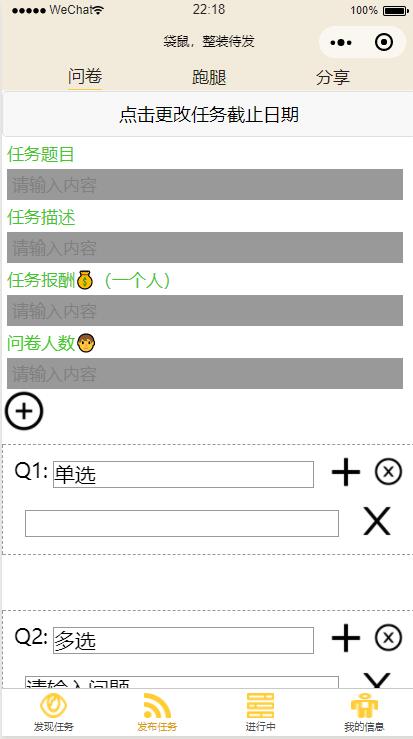 WeChat 22:18 100%
袋鼠，整装待发
问卷 跑腿 分享
点击更改任务截止日期
任务题目
请输入内容
任务描述
请输入内容
任务报酬💰（一个人）
请输入内容
问卷人数👨
请输入内容
Q1: 单选
X
Q2: 多选
请输入问题
发现任务 发布任务 进行中 我的信息